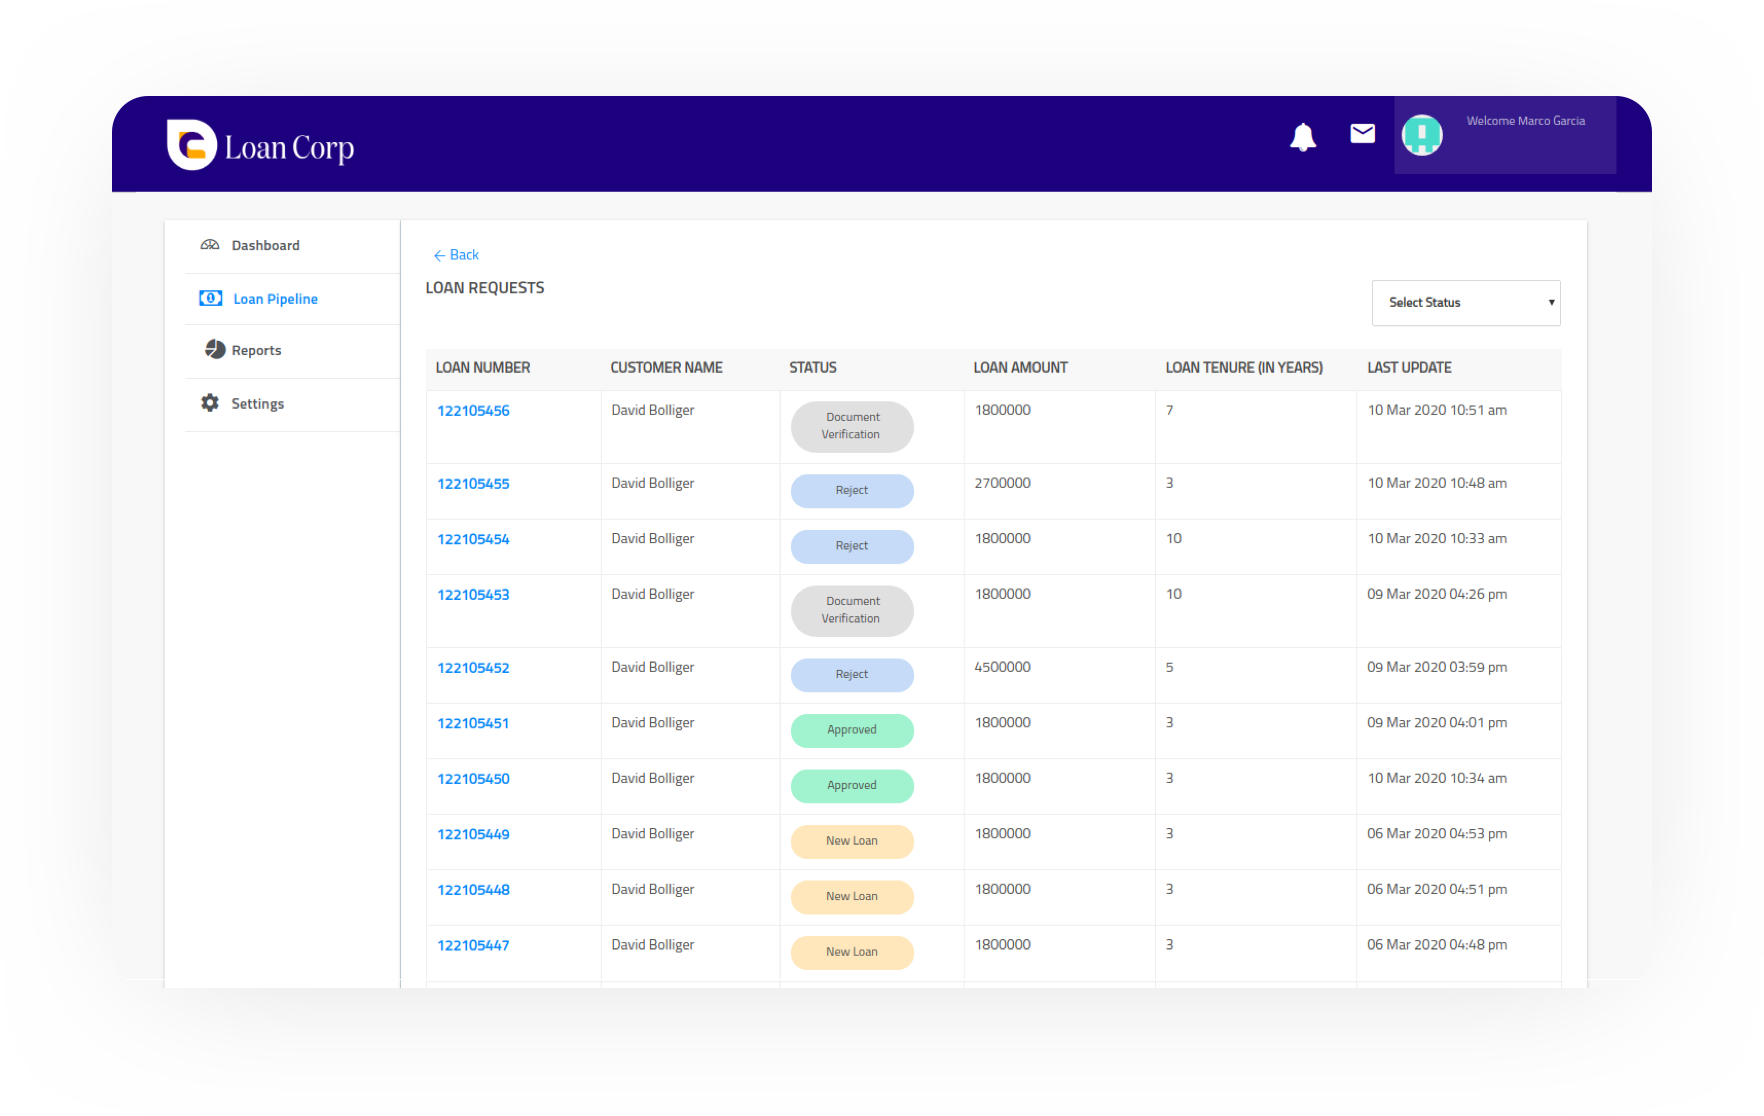 Loan Corp
Welcome Marco Garcia
Dashboard
Loan Pipeline
Reports
Settings
Back
LOAN REQUESTS
Select Status
LOAN NUMBER CUSTOMER NAME STATUS LOAN AMOUNT LOAN TENURE (IN YEARS) LAST UPDATE
122105456 David Bolliger Document Verification 1800000 7 10 Mar 2020 10:51 am
122105455 David Bolliger Reject 2700000 3 10 Mar 2020 10:48 am
122105454 David Bolliger Reject 1800000 10 10 Mar 2020 10:33 am
122105453 David Bolliger Document Verification 1800000 10 09 Mar 2020 04:26 pm
122105452 David Bolliger Reject 4500000 5 09 Mar 2020 03:59 pm
122105451 David Bolliger Approved 1800000 3 09 Mar 2020 04:01 pm
122105450 David Bolliger Approved 1800000 3 10 Mar 2020 10:34 am
122105449 David Bolliger New Loan 1800000 3 06 Mar 2020 04:53 pm
122105448 David Bolliger New Loan 1800000 3 06 Mar 2020 04:51 pm
122105447 David Bolliger New Loan 1800000 3 06 Mar 2020 04:48 pm